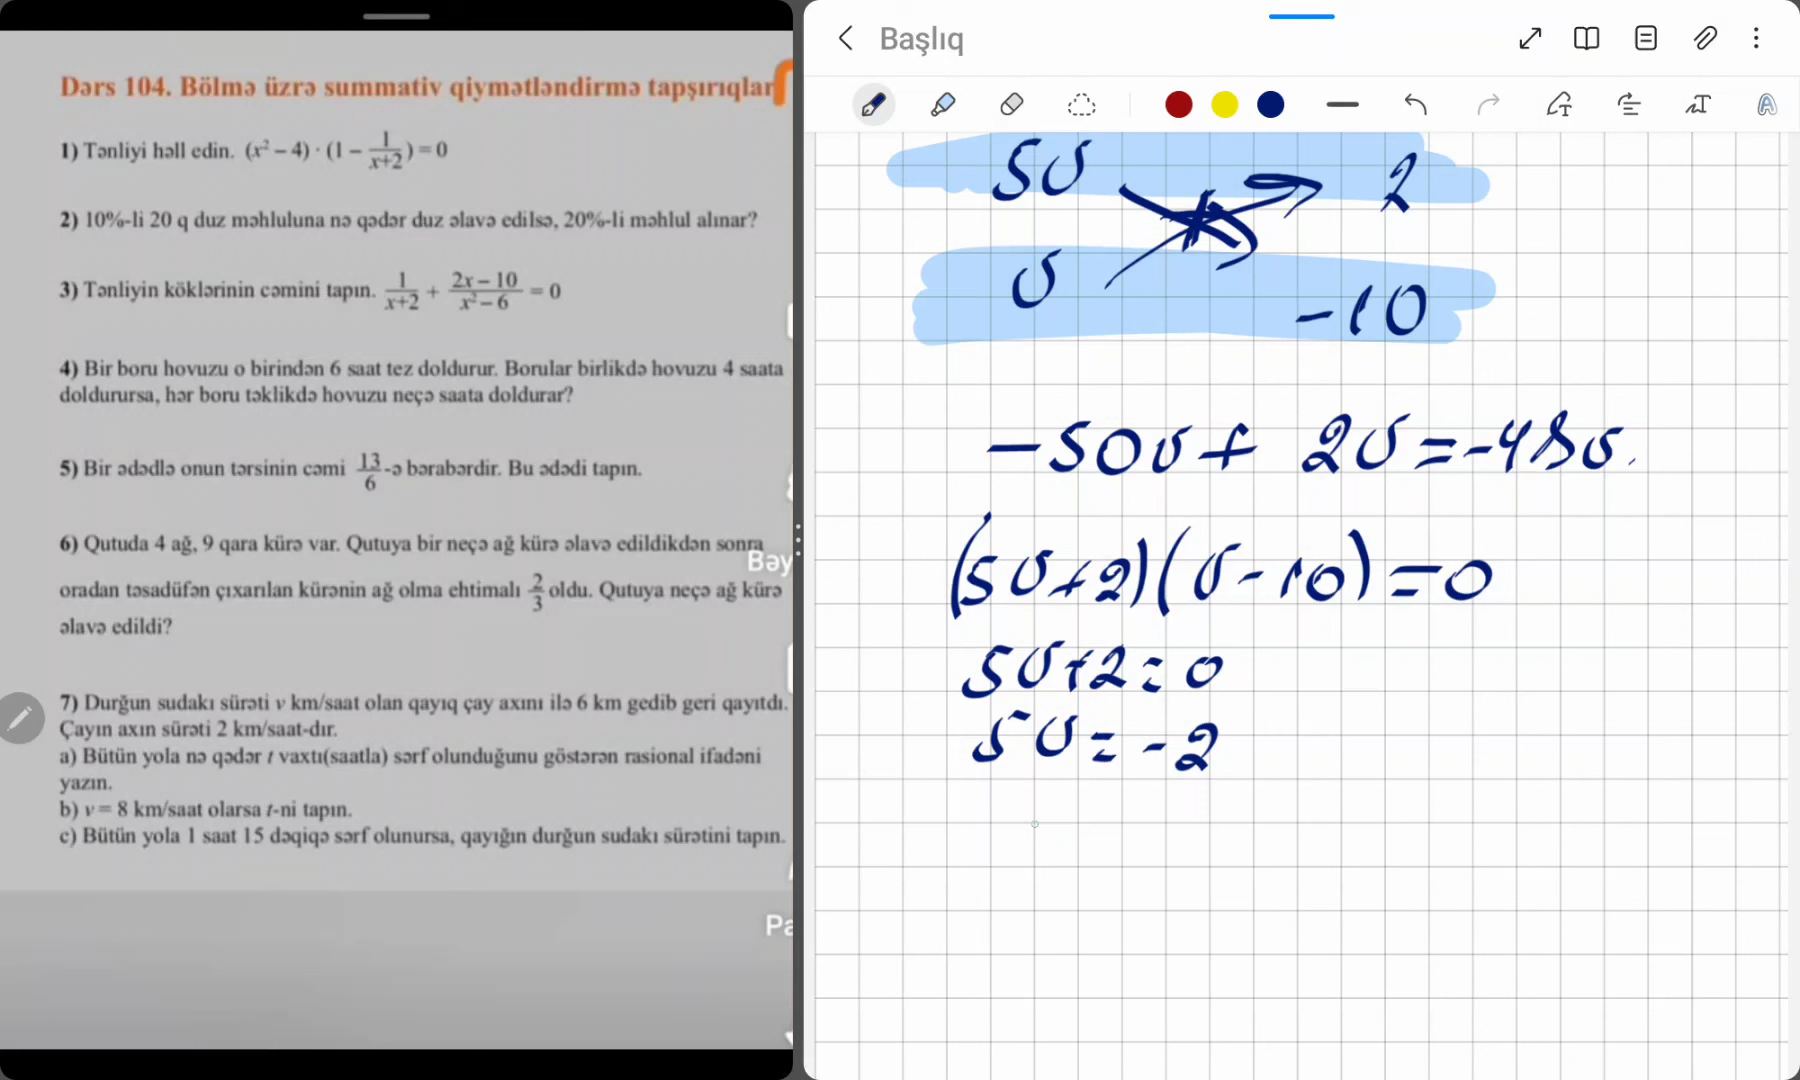 Dərs 104. Bölmə üzrə summativ qiymətləndirmə tapşırıqlar
1) Tənliyi həll edin. (x² – 4) · (1 – 1/(x+2)) = 0
2) 10%-li 20 q duz məhluluna nə qədər duz əlavə edilsə, 20%-li məhlul alınar?
3) Tənliyin köklərinin cəmini tapın. 1/(x+2) + (2x – 10)/(x² – 6) = 0
4) Bir boru hovuzu o birindən 6 saat tez doldurur. Borular birlikdə hovuzu 4 saata
doldurursa, hər boru təklikdə hovuzu neçə saata doldurar?
5) Bir ədədlə onun tərsinin cəmi 13/6-ə bərabərdir. Bu ədədi tapın.
6) Qutuda 4 ağ, 9 qara kürə var. Qutuya bir neçə ağ kürə əlavə edildikdən sonra
oradan təsadüfən çıxarılan kürənin ağ olma ehtimalı 2/3 oldu. Qutuya neçə ağ kürə
əlavə edildi?
7) Durğun sudakı sürəti v km/saat olan qayıq çay axını ilə 6 km gedib geri qayıtdı.
Çayın axın sürəti 2 km/saat-dır.
a) Bütün yola nə qədər t vaxtı(saatla) sərf olunduğunu göstərən rasional ifadəni
yazın.
b) v = 8 km/saat olarsa t-ni tapın.
c) Bütün yola 1 saat 15 dəqiqə sərf olunursa, qayığın durğun sudakı sürətini tapın.
Bəy
Pa
Başlıq
5v 2
v -10
-50v + 2v = -48v.
(5v+2)(v-10)=0
5v+2=0
5v=-2